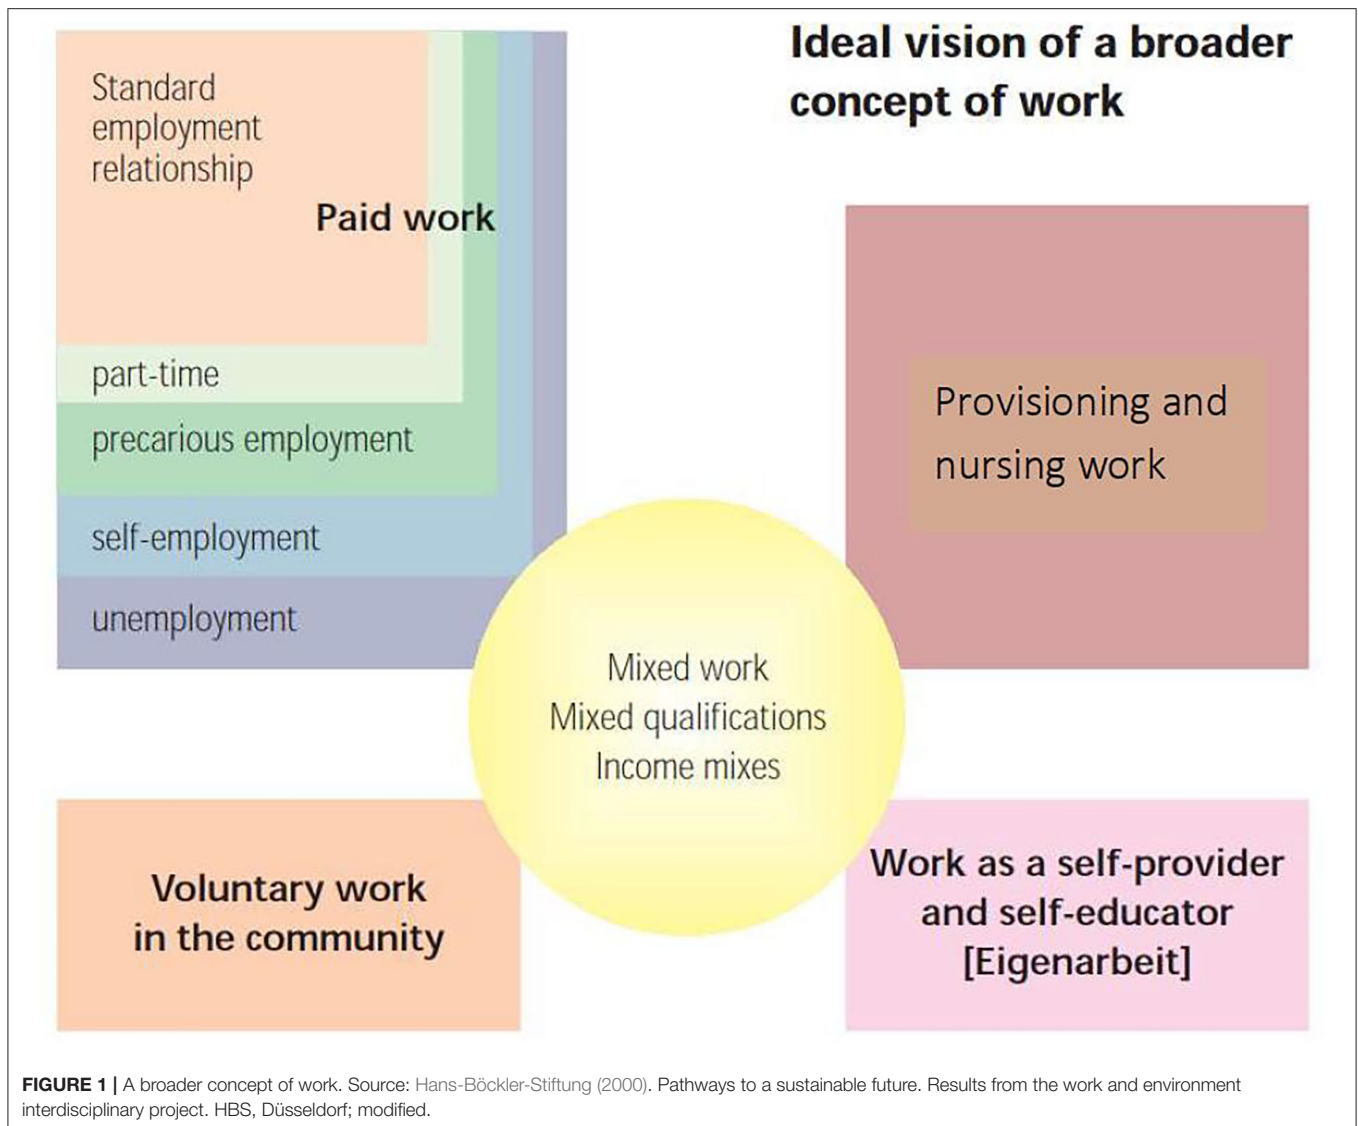 Ideal vision of a broader
concept of work
Standard
employment
relationship
Paid work
part-time
precarious employment
self-employment
unemployment
Provisioning and
nursing work
Mixed work
Mixed qualifications
Income mixes
Voluntary work
in the community
Work as a self-provider
and self-educator
[Eigenarbeit]
FIGURE 1 | A broader concept of work. Source: Hans-Böckler-Stiftung (2000). Pathways to a sustainable future. Results from the work and environment
interdisciplinary project. HBS, Düsseldorf; modified.